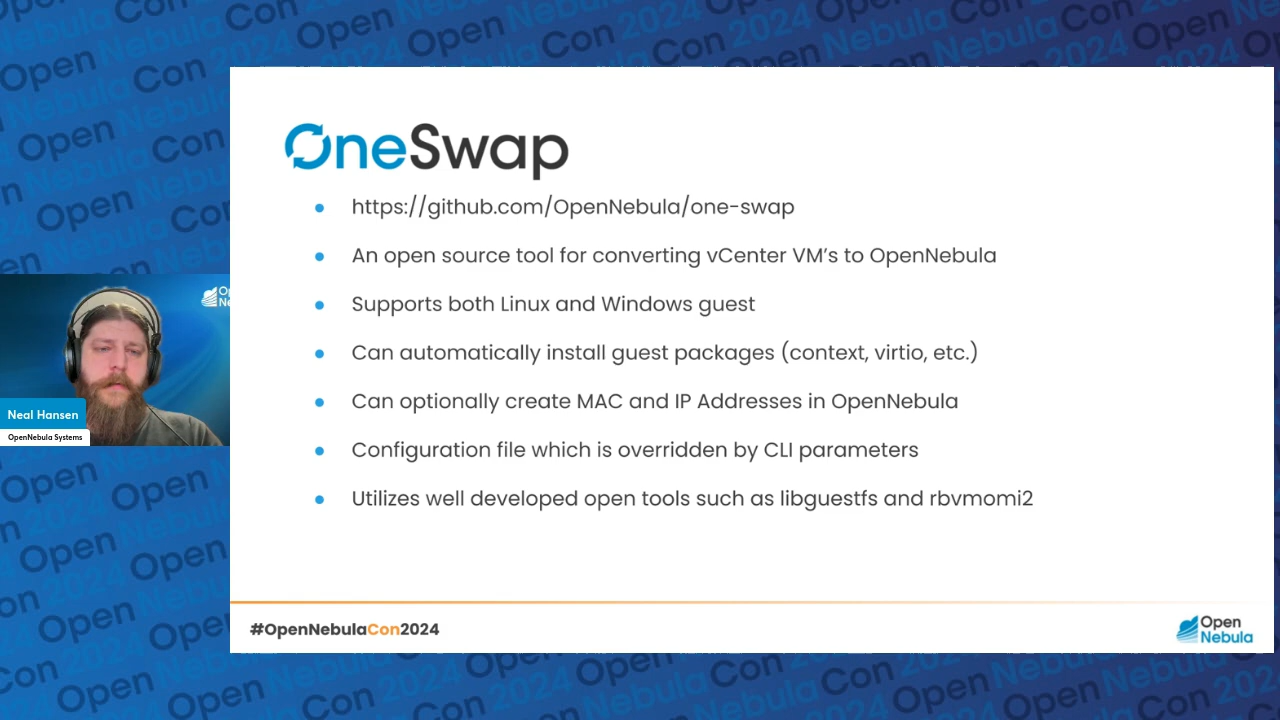 OneSwap
https://github.com/OpenNebula/one-swap
An open source tool for converting vCenter VM’s to OpenNebula
Supports both Linux and Windows guest
Can automatically install guest packages (context, virtio, etc.)
Can optionally create MAC and IP Addresses in OpenNebula
Configuration file which is overridden by CLI parameters
Utilizes well developed open tools such as libguestfs and rbvmomi2
Neal Hansen
OpenNebula Systems
#OpenNebulaCon2024
Open
Nebula